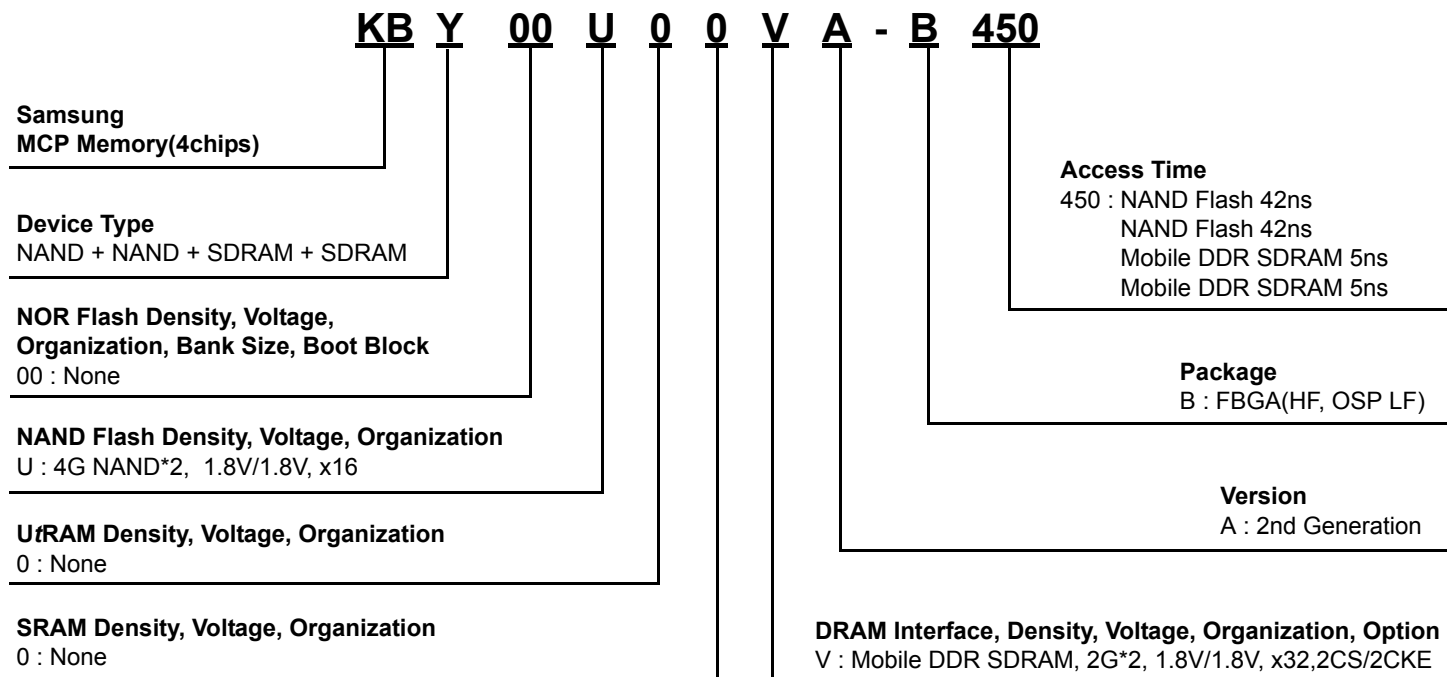 KB Y 00 U 0 0 V A - B 450
Samsung
MCP Memory(4chips)
Device Type
NAND + NAND + SDRAM + SDRAM
NOR Flash Density, Voltage,
Organization, Bank Size, Boot Block
00 : None
NAND Flash Density, Voltage, Organization
U : 4G NAND*2, 1.8V/1.8V, x16
UtRAM Density, Voltage, Organization
0 : None
SRAM Density, Voltage, Organization
0 : None
Access Time
450 : NAND Flash 42ns
NAND Flash 42ns
Mobile DDR SDRAM 5ns
Mobile DDR SDRAM 5ns
Package
B : FBGA(HF, OSP LF)
Version
A : 2nd Generation
DRAM Interface, Density, Voltage, Organization, Option
V : Mobile DDR SDRAM, 2G*2, 1.8V/1.8V, x32,2CS/2CKE